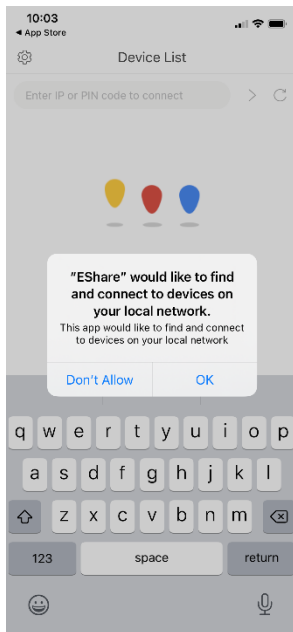 10:03
◀ App Store
Device List
Enter IP or PIN code to connect
"EShare" would like to find
and connect to devices on
your local network.
This app would like to find and connect
to devices on your local network
Don't Allow OK
q w e r t y u i o p
a s d f g h j k l
z x c v b n m
123 space return